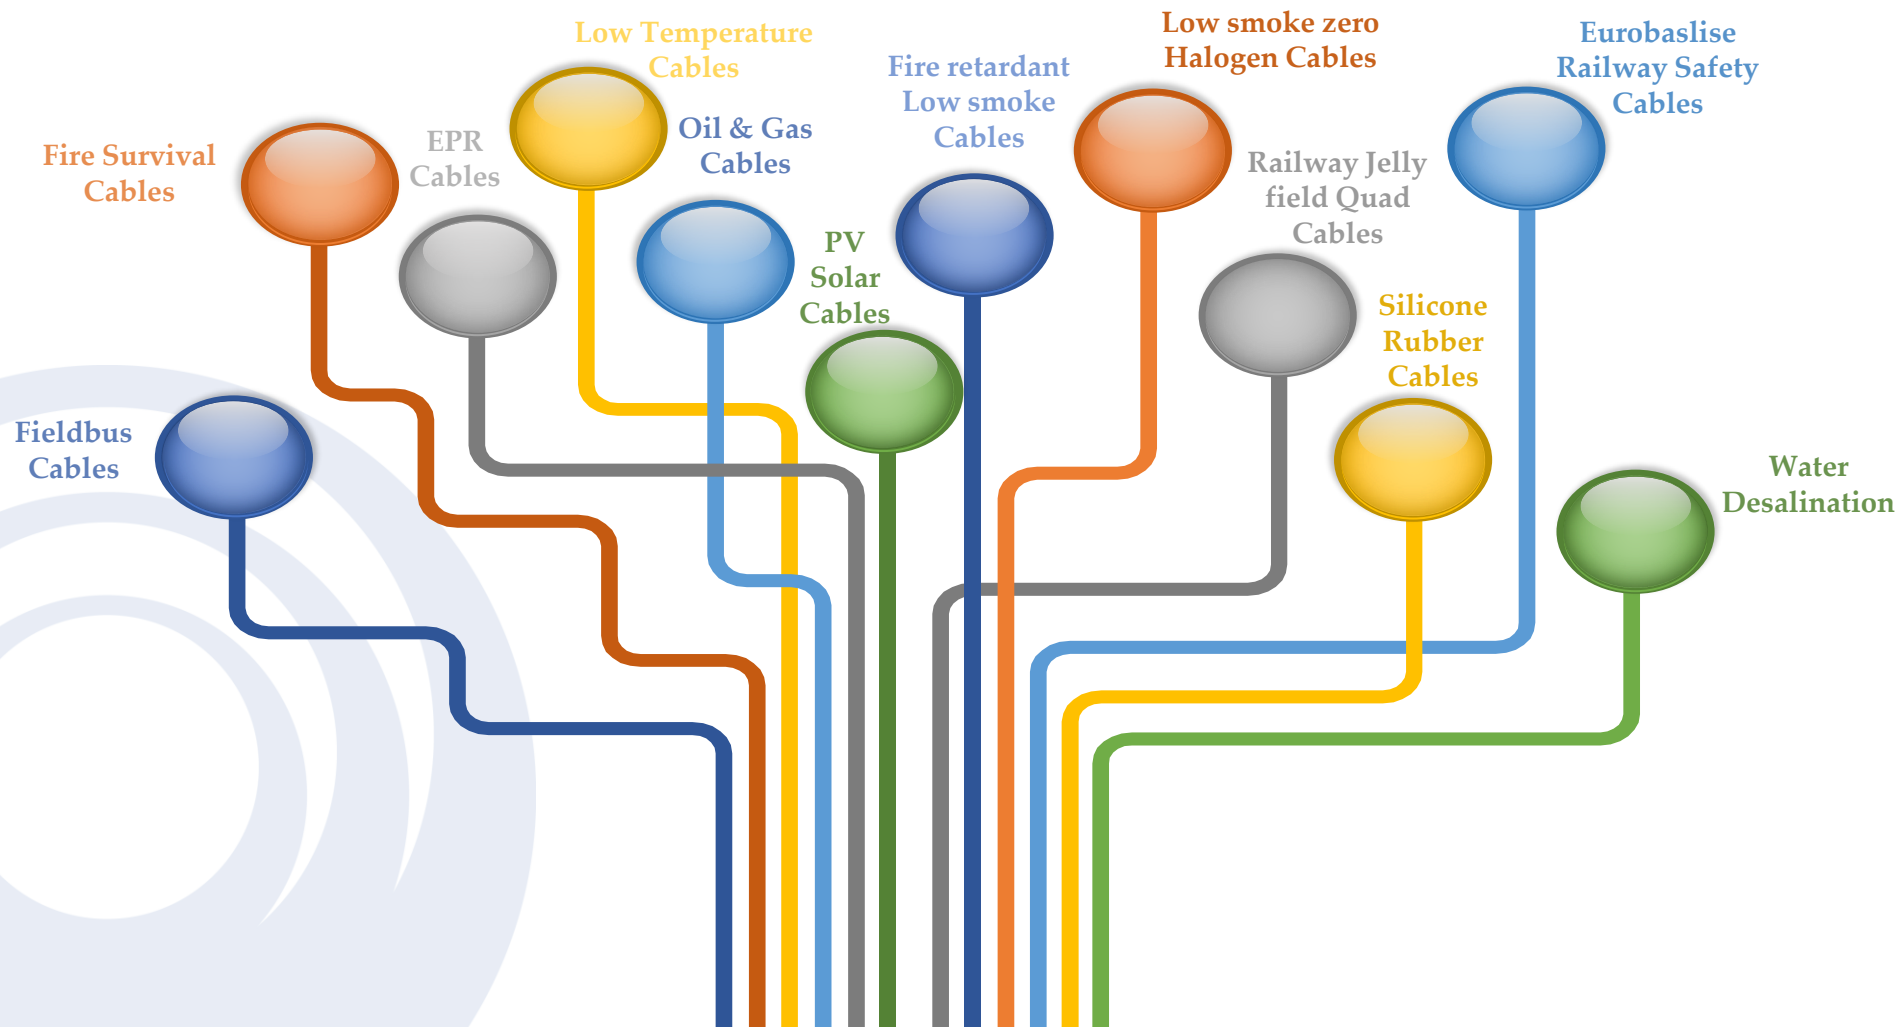 Low Temperature
Cables
Low smoke zero
Halogen Cables
Eurobaslise
Railway Safety
Cables
Fire retardant
Low smoke
Cables
Oil & Gas
Cables
EPR
Cables
Fire Survival
Cables
Railway Jelly
field Quad
Cables
PV
Solar
Cables
Silicone
Rubber
Cables
Fieldbus
Cables
Water
Desalination